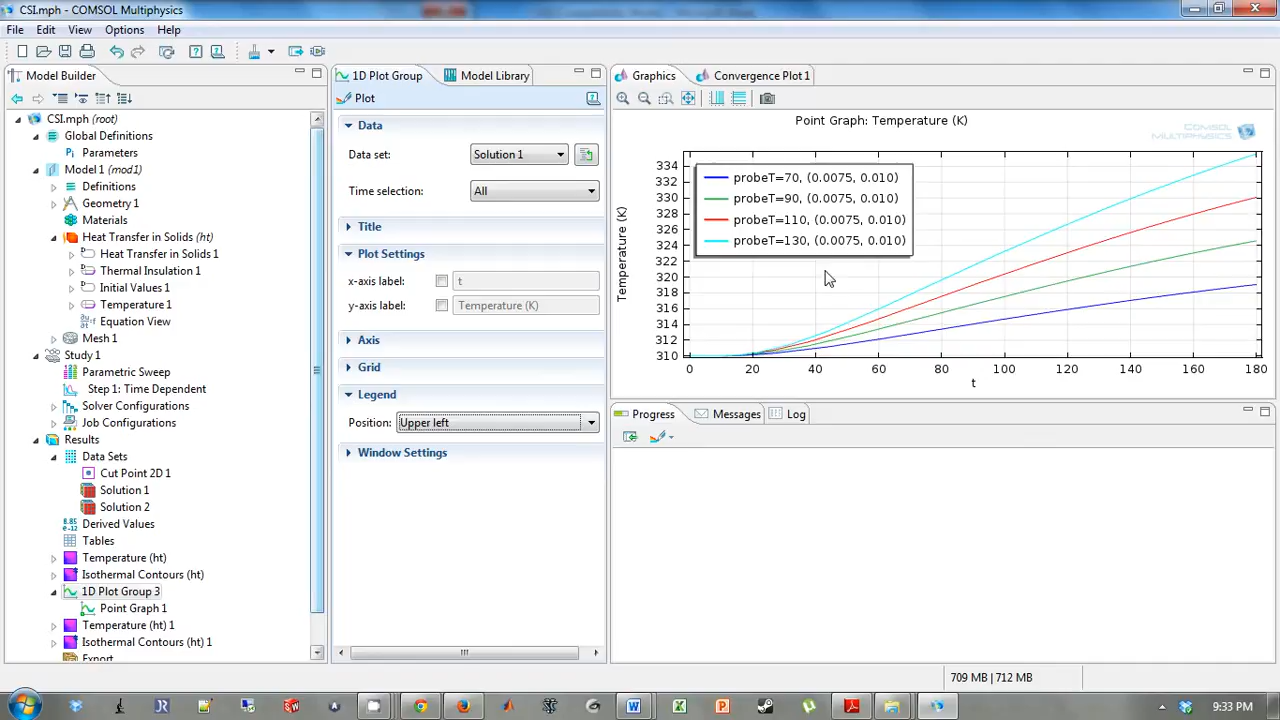 CSI.mph - COMSOL Multiphysics
File Edit View Options Help
Model Builder
CSI.mph (root)
Global Definitions
Pi Parameters
Model 1 (mod1)
Definitions
Geometry 1
Materials
Heat Transfer in Solids (ht)
Heat Transfer in Solids 1
Thermal Insulation 1
Initial Values 1
Temperature 1
Equation View
Mesh 1
Study 1
Parametric Sweep
Step 1: Time Dependent
Solver Configurations
Job Configurations
Results
Data Sets
Cut Point 2D 1
Solution 1
Solution 2
8.85
e-12
Derived Values
Tables
Temperature (ht)
Isothermal Contours (ht)
1D Plot Group 3
Point Graph 1
Temperature (ht) 1
Isothermal Contours (ht) 1
Export
1D Plot Group Model Library
Plot
Data
Data set: Solution 1
Time selection: All
Title
Plot Settings
x-axis label: t
y-axis label: Temperature (K)
Axis
Grid
Legend
Position: Upper left
Window Settings
Graphics Convergence Plot 1
Point Graph: Temperature (K)
COMSOL
MULTIPHYSICS
Temperature (K)
334
332
330
328
326
324
322
320
318
316
314
312
310
probeT=70, (0.0075, 0.010)
probeT=90, (0.0075, 0.010)
probeT=110, (0.0075, 0.010)
probeT=130, (0.0075, 0.010)
0 20 40 60 80 100 120 140 160 180
t
Progress Messages Log
709 MB | 712 MB
9:33 PM